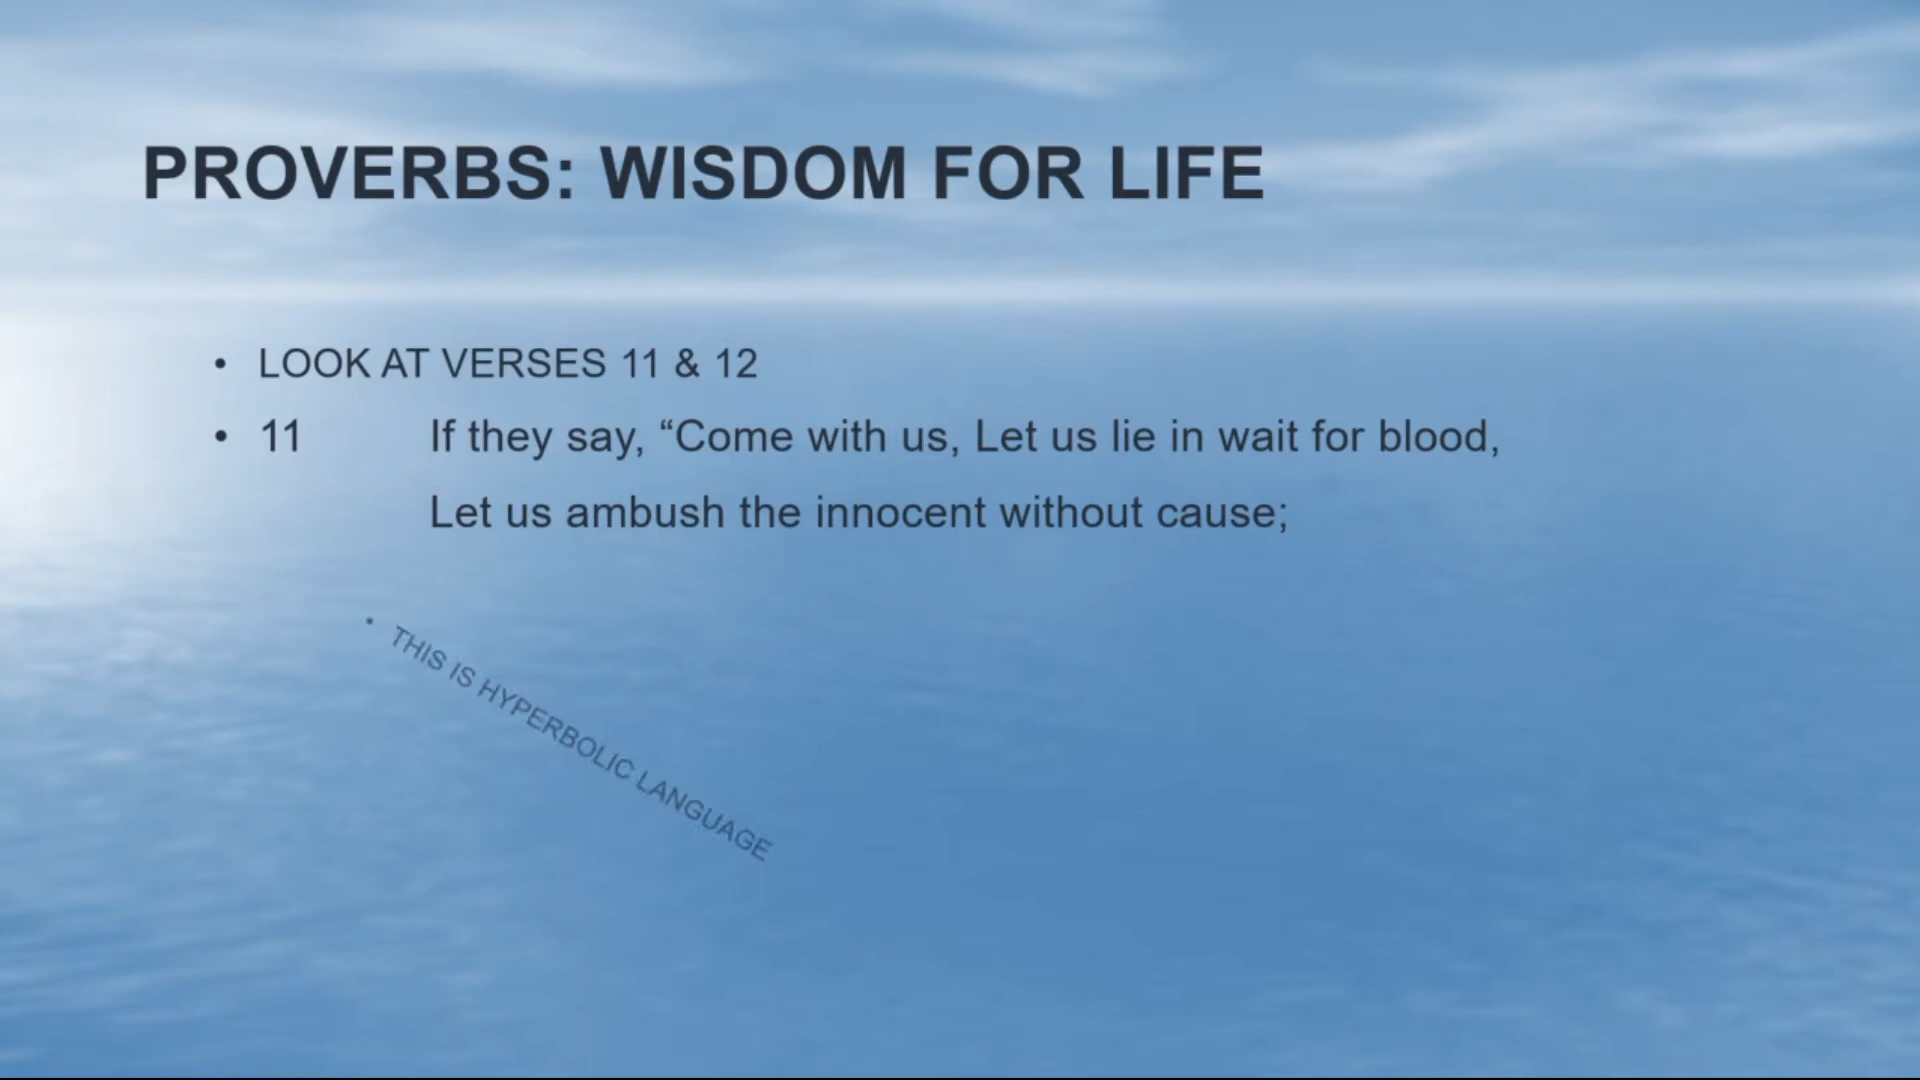 PROVERBS: WISDOM FOR LIFE
• LOOK AT VERSES 11 & 12
• 11 If they say, “Come with us, Let us lie in wait for blood,
Let us ambush the innocent without cause;
• THIS IS HYPERBOLIC LANGUAGE